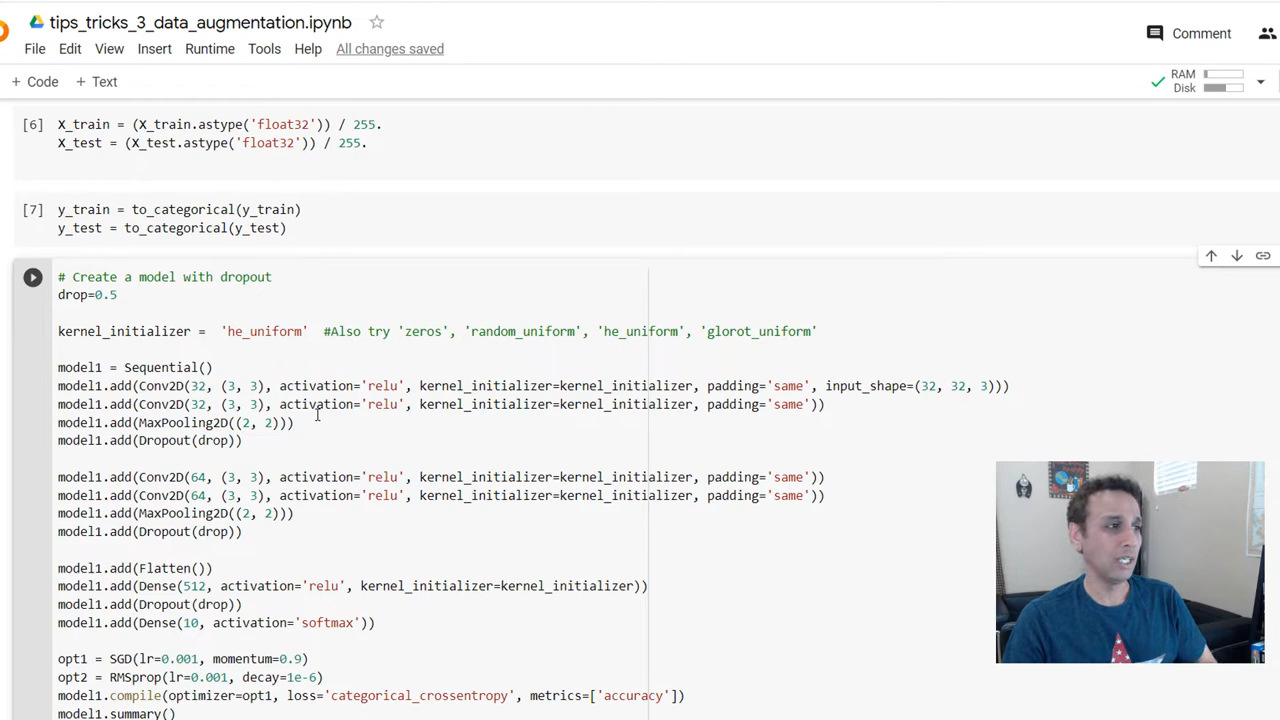 tips_tricks_3_data_augmentation.ipynb
File Edit View Insert Runtime Tools Help All changes saved
Comment
+ Code + Text
RAM
Disk
[6] X_train = (X_train.astype('float32')) / 255.
X_test = (X_test.astype('float32')) / 255.
[7] y_train = to_categorical(y_train)
y_test = to_categorical(y_test)
# Create a model with dropout
drop=0.5
kernel_initializer = 'he_uniform' #Also try 'zeros', 'random_uniform', 'he_uniform', 'glorot_uniform'
model1 = Sequential()
model1.add(Conv2D(32, (3, 3), activation='relu', kernel_initializer=kernel_initializer, padding='same', input_shape=(32, 32, 3)))
model1.add(Conv2D(32, (3, 3), activation='relu', kernel_initializer=kernel_initializer, padding='same'))
model1.add(MaxPooling2D((2, 2)))
model1.add(Dropout(drop))
model1.add(Conv2D(64, (3, 3), activation='relu', kernel_initializer=kernel_initializer, padding='same'))
model1.add(Conv2D(64, (3, 3), activation='relu', kernel_initializer=kernel_initializer, padding='same'))
model1.add(MaxPooling2D((2, 2)))
model1.add(Dropout(drop))
model1.add(Flatten())
model1.add(Dense(512, activation='relu', kernel_initializer=kernel_initializer))
model1.add(Dropout(drop))
model1.add(Dense(10, activation='softmax'))
opt1 = SGD(lr=0.001, momentum=0.9)
opt2 = RMSprop(lr=0.001, decay=1e-6)
model1.compile(optimizer=opt1, loss='categorical_crossentropy', metrics=['accuracy'])
model1.summary()